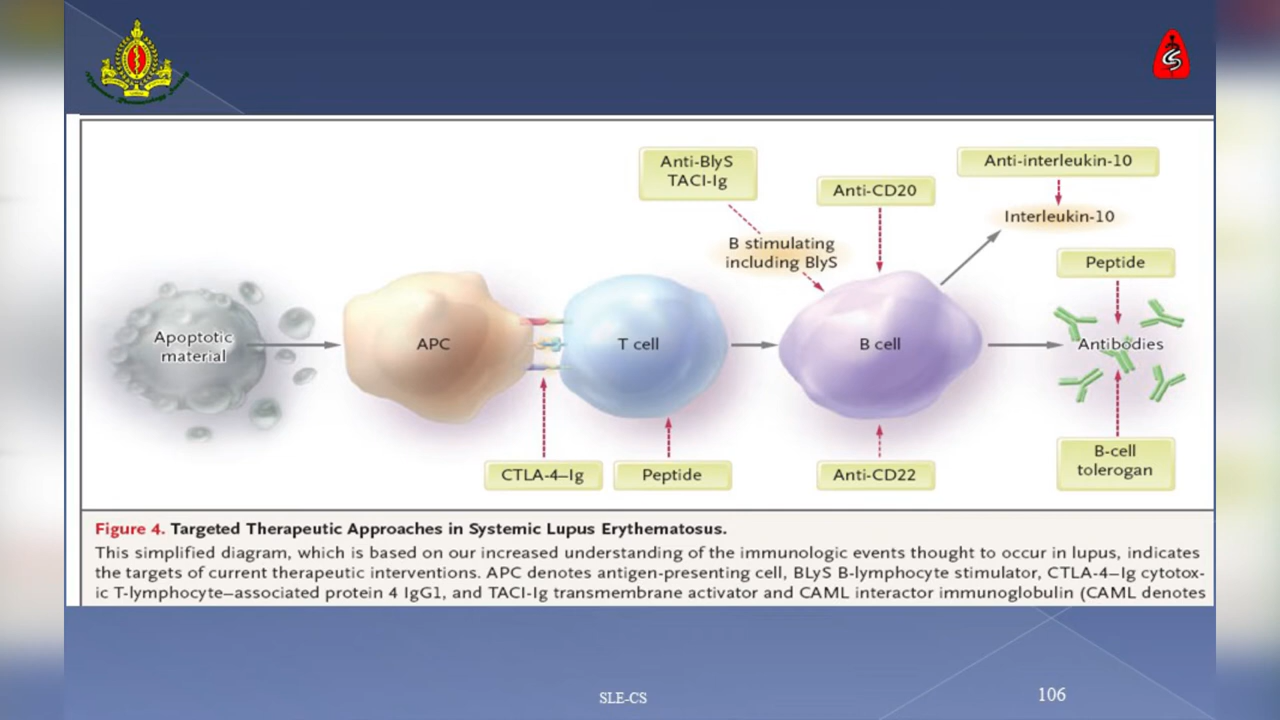 Anti-BlyS
TACI-Ig
Anti-CD20
Anti-interleukin-10
Interleukin-10
B stimulating
including BlyS
Peptide
Apoptotic
material
APC
T cell
B cell
Antibodies
CTLA-4–Ig
Peptide
Anti-CD22
B-cell
tolerogan
Figure 4. Targeted Therapeutic Approaches in Systemic Lupus Erythematosus.
This simplified diagram, which is based on our increased understanding of the immunologic events thought to occur in lupus, indicates
the targets of current therapeutic interventions. APC denotes antigen-presenting cell, BLyS B-lymphocyte stimulator, CTLA-4–Ig cytotox-
ic T-lymphocyte–associated protein 4 IgG1, and TACI-Ig transmembrane activator and CAML interactor immunoglobulin (CAML denotes
SLE-CS
106